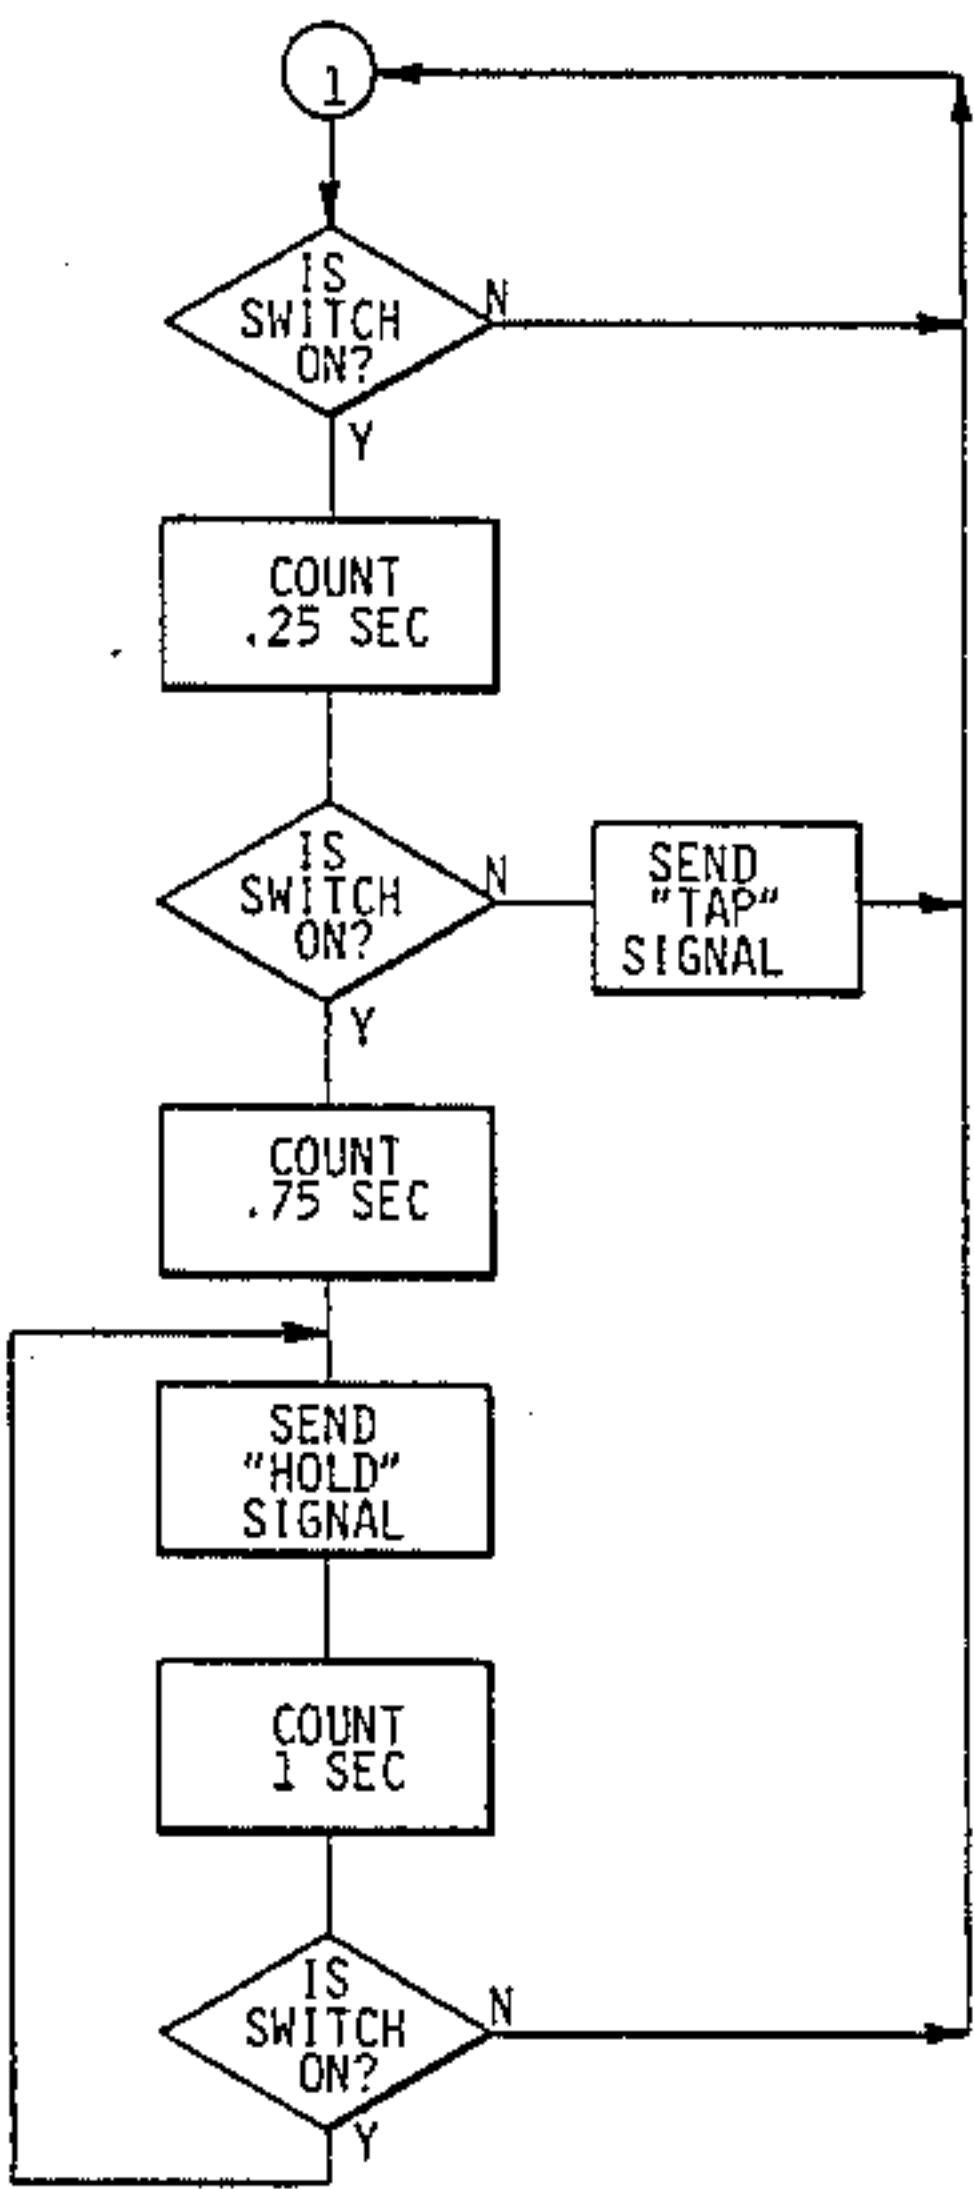 1
IS
SWITCH
ON?
N
Y
COUNT
.25 SEC
IS
SWITCH
ON?
N
SEND
"TAP"
SIGNAL
Y
COUNT
.75 SEC
SEND
"HOLD"
SIGNAL
COUNT
1 SEC
IS
SWITCH
ON?
N
Y